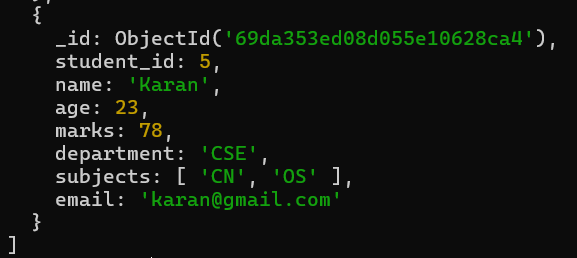 {
_id: ObjectId('69da353ed08d055e10628ca4'),
student_id: 5,
name: 'Karan',
age: 23,
marks: 78,
department: 'CSE',
subjects: [ 'CN', 'OS' ],
email: 'karan@gmail.com'
}
]